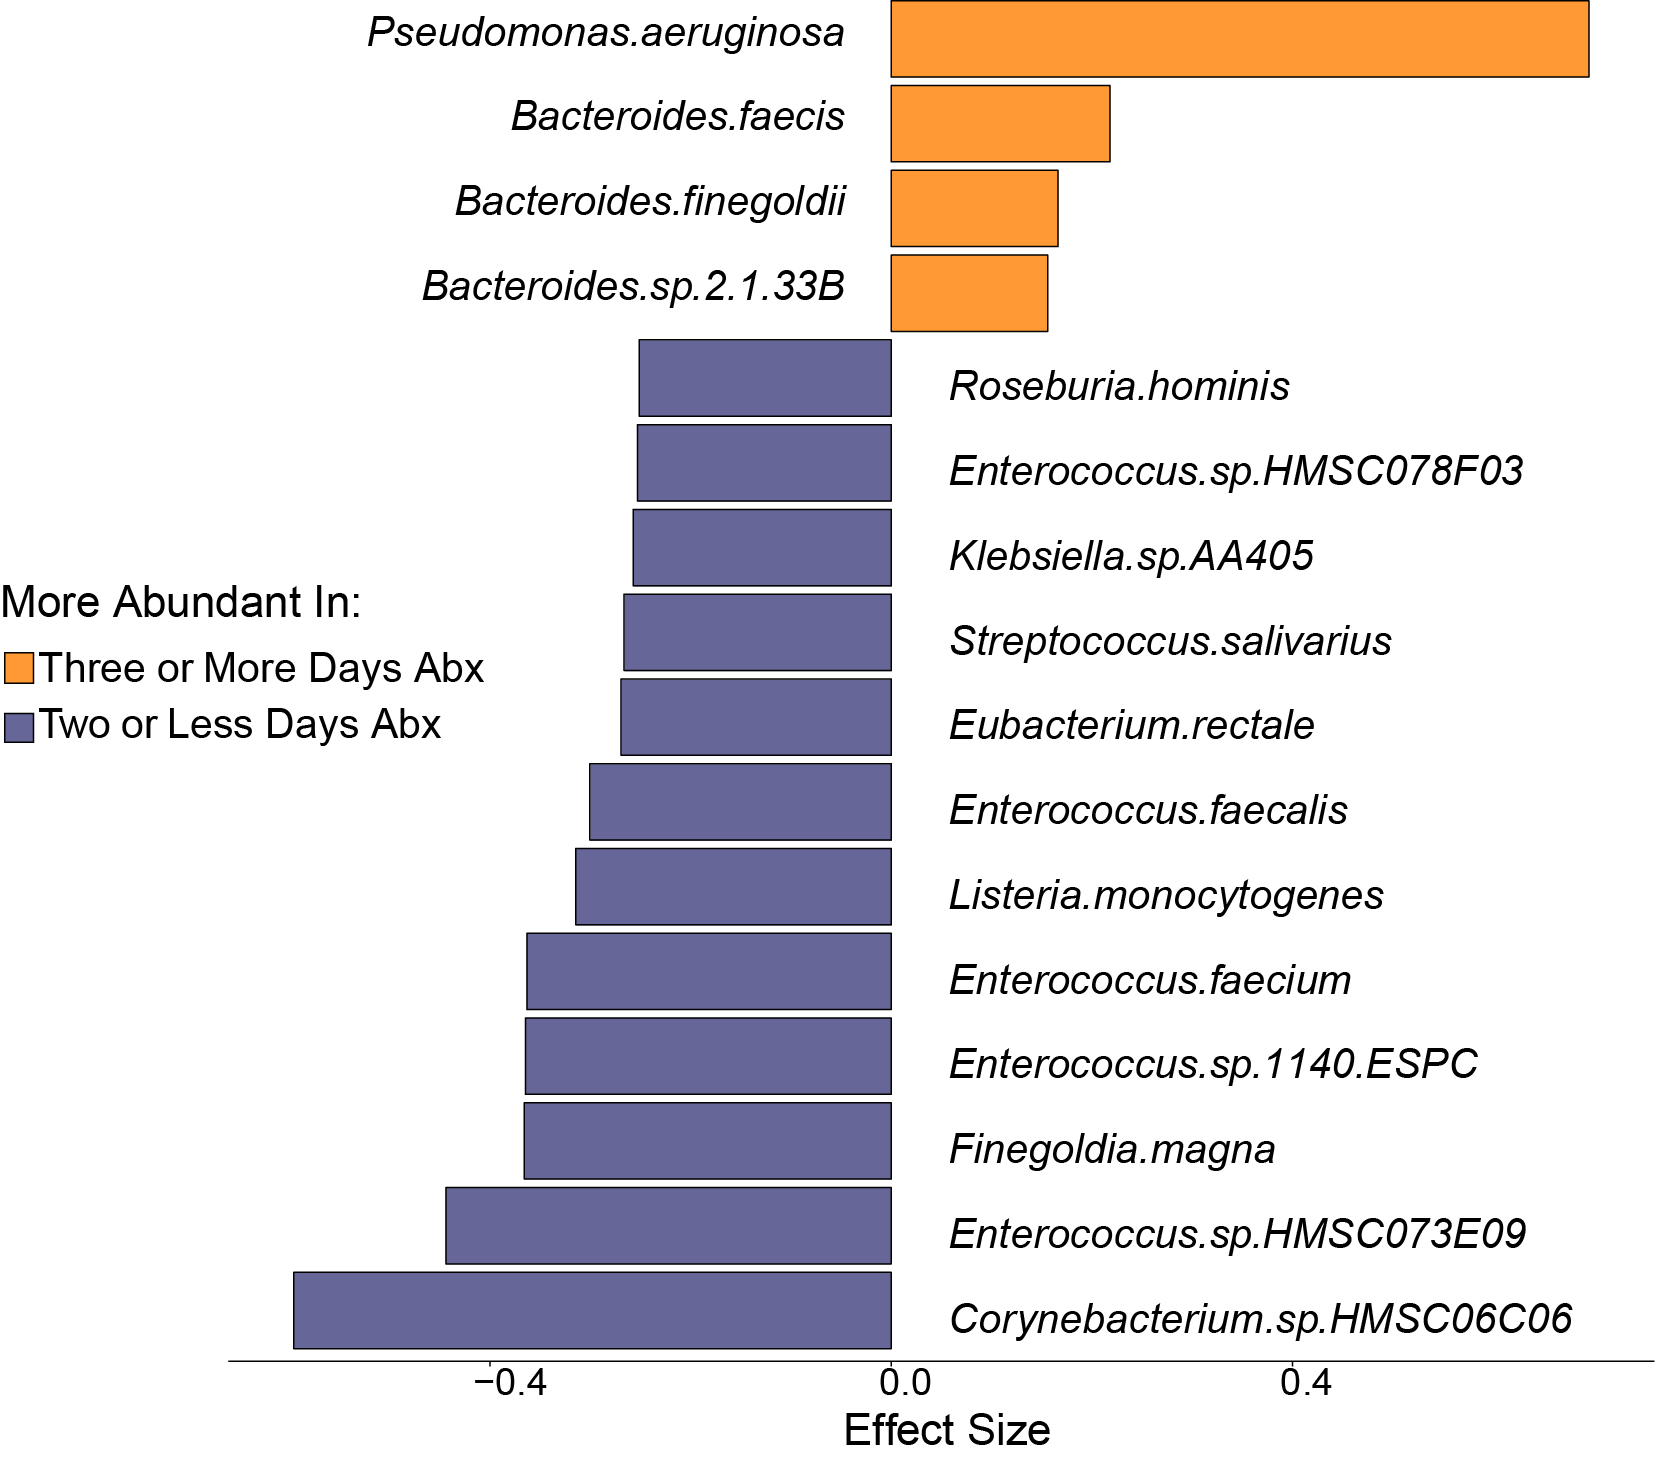 Pseudomonas.aeruginosa
Bacteroides.faecis
Bacteroides.finegoldii
Bacteroides.sp.2.1.33B
Roseburia.hominis
Enterococcus.sp.HMSC078F03
Klebsiella.sp.AA405
Streptococcus.salivarius
Eubacterium.rectale
Enterococcus.faecalis
Listeria.monocytogenes
Enterococcus.faecium
Enterococcus.sp.1140.ESPC
Finegoldia.magna
Enterococcus.sp.HMSC073E09
Corynebacterium.sp.HMSC06C06
More Abundant In:
Three or More Days Abx
Two or Less Days Abx
−0.4 0.0 0.4
Effect Size